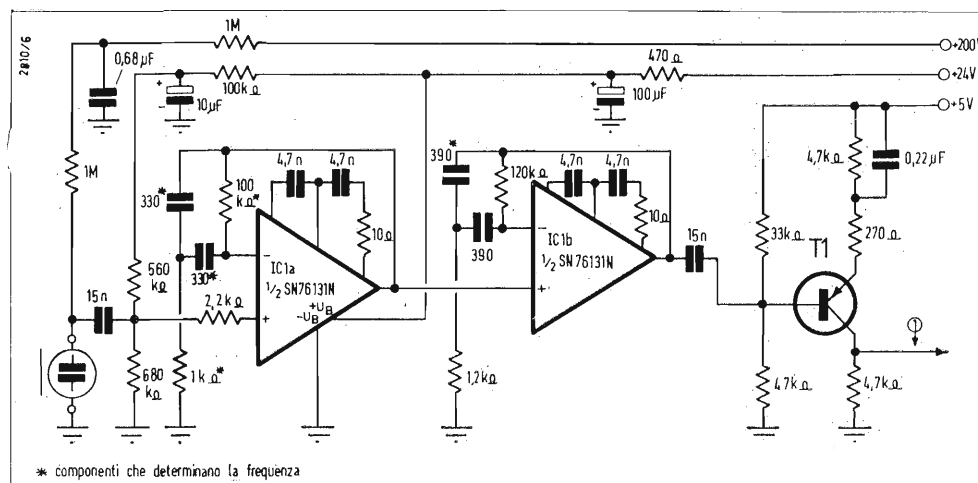 2810/6
1M
+200V
0,68µF
470Ω
+24V
100kΩ
10µF
100µF
+5V
1M
390*
4,7n 4,7n
120kΩ
4,7n 4,7n
4,7kΩ
0,22µF
330*
100
kΩ*
10Ω
10Ω
560
kΩ
330*
IC1a
½ SN76131N
390
IC1b
½ SN76131N
15n
33kΩ
270Ω
T1
15n
2,2kΩ
+UB
-UB
1
680
kΩ
1kΩ*
1,2kΩ
4,7kΩ
4,7kΩ
* componenti che determinano la frequenza